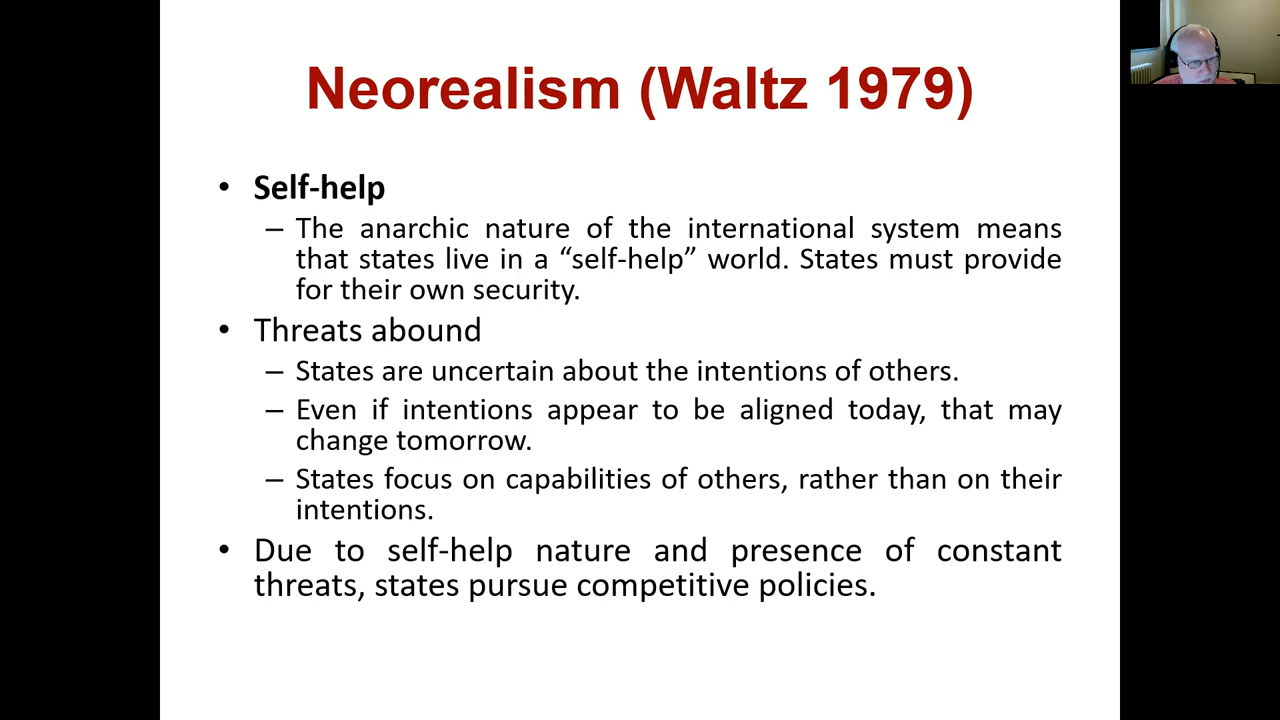 Neorealism (Waltz 1979)
• Self-help
– The anarchic nature of the international system means
that states live in a “self-help” world. States must provide
for their own security.
• Threats abound
– States are uncertain about the intentions of others.
– Even if intentions appear to be aligned today, that may
change tomorrow.
– States focus on capabilities of others, rather than on their
intentions.
• Due to self-help nature and presence of constant
threats, states pursue competitive policies.